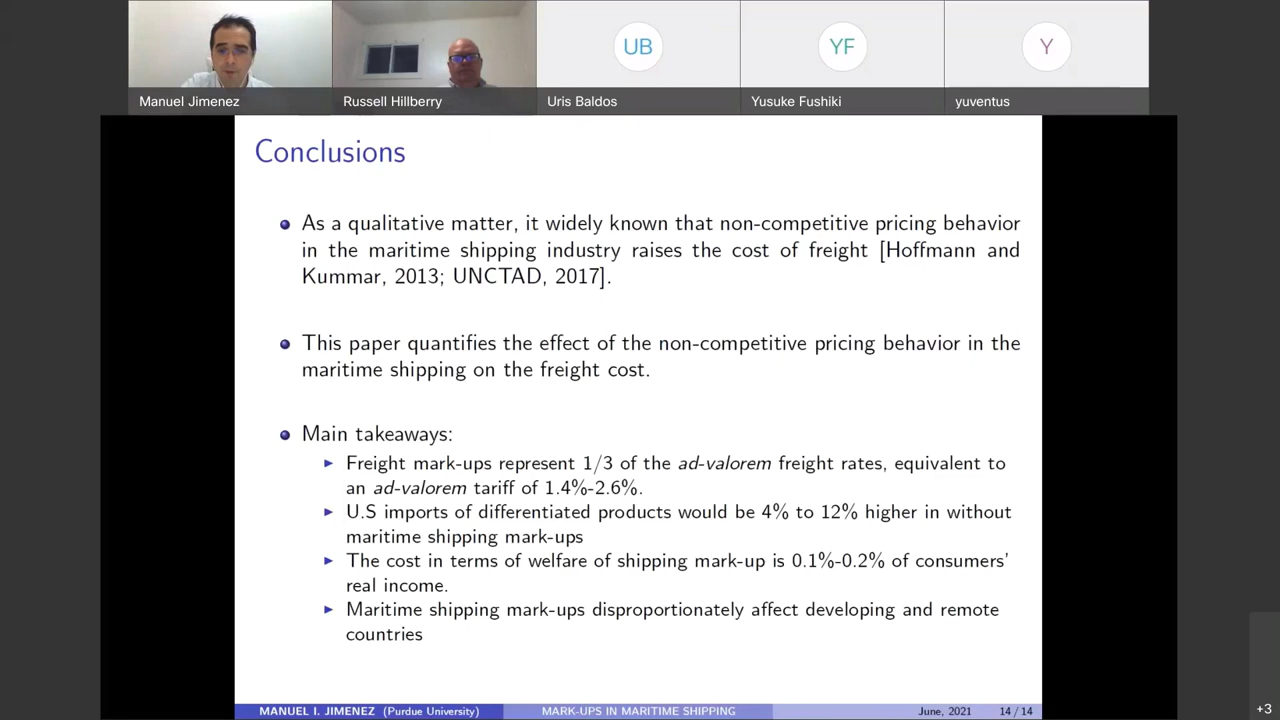 UB
YF
Y
Manuel Jimenez
Russell Hillberry
Uris Baldos
Yusuke Fushiki
yuventus
Conclusions
As a qualitative matter, it widely known that non-competitive pricing behavior
in the maritime shipping industry raises the cost of freight [Hoffmann and
Kummar, 2013; UNCTAD, 2017].
This paper quantifies the effect of the non-competitive pricing behavior in the
maritime shipping on the freight cost.
Main takeaways:
Freight mark-ups represent 1/3 of the ad-valorem freight rates, equivalent to
an ad-valorem tariff of 1.4%-2.6%.
U.S imports of differentiated products would be 4% to 12% higher in without
maritime shipping mark-ups
The cost in terms of welfare of shipping mark-up is 0.1%-0.2% of consumers'
real income.
Maritime shipping mark-ups disproportionately affect developing and remote
countries
MANUEL I. JIMENEZ (Purdue University)
MARK-UPS IN MARITIME SHIPPING
June, 2021
14 / 14
+3